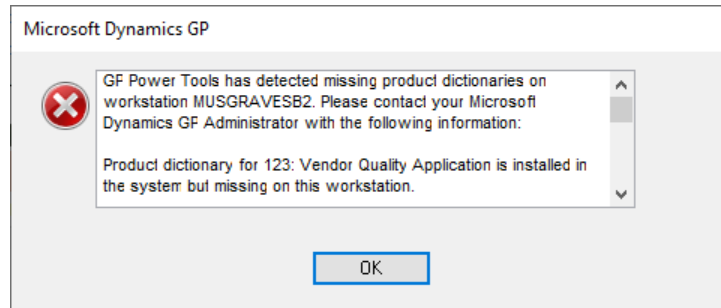 Microsoft Dynamics GP
GP Power Tools has detected missing product dictionaries on
workstation MUSGRAVESB2. Please contact your Microsoft
Dynamics GP Administrator with the following information:
Product dictionary for 123: Vendor Quality Application is installed in
the system but missing on this workstation.
OK